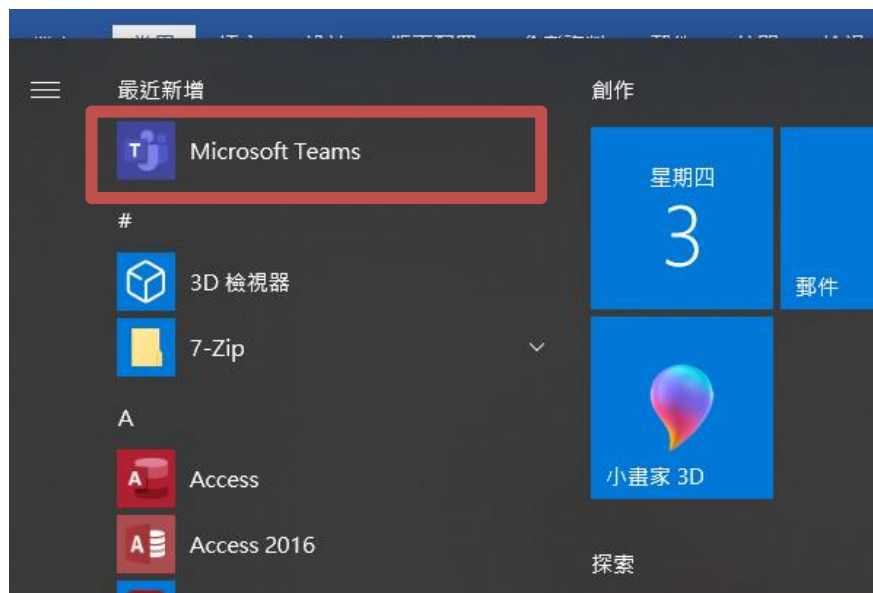 最近新增
Microsoft Teams
#
3D 檢視器
7-Zip
A
Access
Access 2016
創作
星期四
3
郵件
小畫家 3D
探索